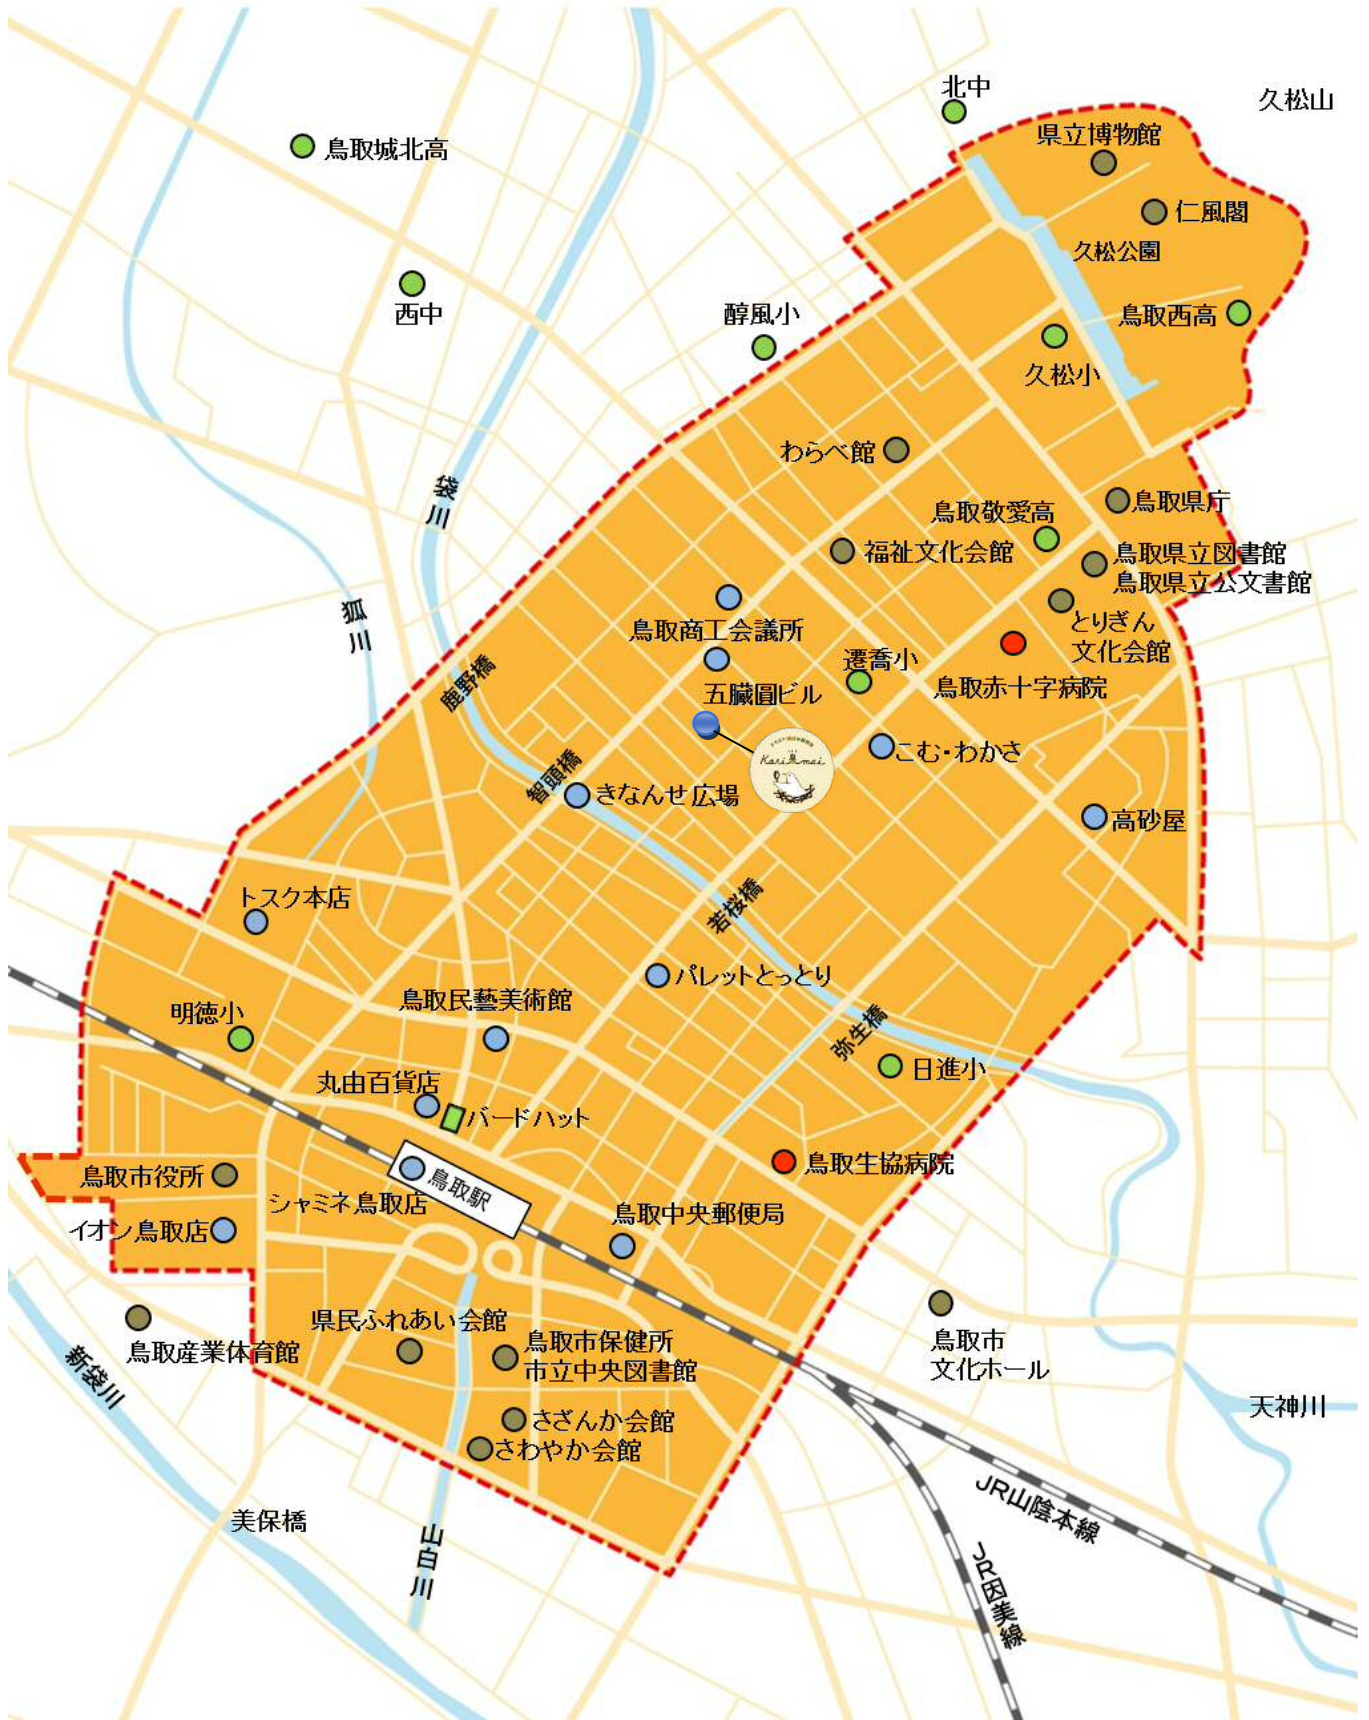 北中
久松山
県立博物館
鳥取城北高
仁風閣
久松公園
西中
醇風小
鳥取西高
久松小
わらべ館
袋川
鳥取県庁
鳥取敬愛高
福祉文化会館
鳥取県立図書館
鳥取県立公文書館
狐川
鳥取商工会議所
とりぎん
文化会館
遷喬小
鹿野橋
五臓圓ビル
鳥取赤十字病院
Kari mai
こむ・わかさ
智頭橋
きなんせ広場
高砂屋
トスク本店
若桜橋
パレットとっとり
鳥取民藝美術館
明徳小
弥生橋
日進小
丸由百貨店
バードハット
鳥取生協病院
鳥取市役所
鳥取駅
シャミネ鳥取店
鳥取中央郵便局
イオン鳥取店
県民ふれあい会館
鳥取市保健所
市立中央図書館
鳥取産業体育館
鳥取市
文化ホール
新袋川
天神川
さざんか会館
さわやか会館
JR山陰本線
美保橋
山白川
JR因美線